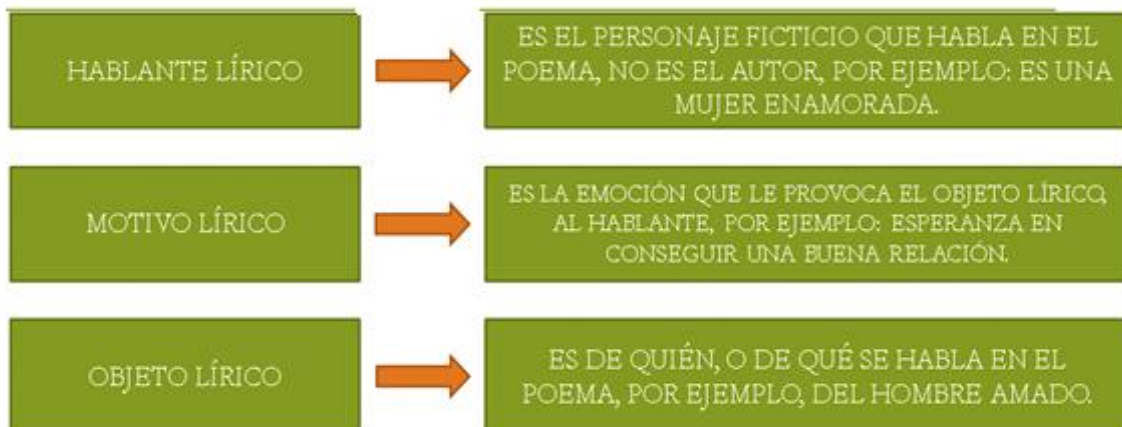 HABLANTE LÍRICO
ES EL PERSONAJE FICTICIO QUE HABLA EN EL
POEMA, NO ES EL AUTOR, POR EJEMPLO: ES UNA
MUJER ENAMORADA.
MOTIVO LÍRICO
ES LA EMOCIÓN QUE LE PROVOCA EL OBJETO LÍRICO,
AL HABLANTE, POR EJEMPLO: ESPERANZA EN
CONSEGUIR UNA BUENA RELACIÓN.
OBJETO LÍRICO
ES DE QUIÉN, O DE QUÉ SE HABLA EN EL
POEMA, POR EJEMPLO, DEL HOMBRE AMADO.